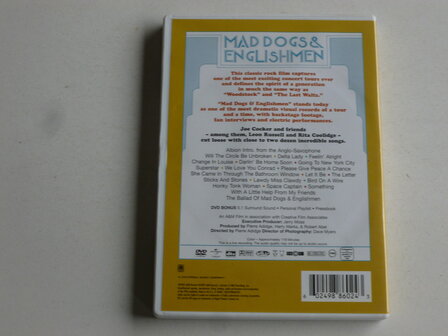 MAD DOGS &
ENGLISHMEN
This classic rock film captures
one of the most exciting concert tours ever
and defines the spirit of a generation
in much the same way as
"Woodstock" and "The Last Waltz."
"Mad Dogs & Englishmen" stands today
as one of the most dramatic visual records of a tour
and a time, with backstage footage,
fan interviews and electric performances.
Joe Cocker and friends
- among them, Leon Russell and Rita Coolidge -
cut loose with close to two dozen incredible songs.
Albion Intro. from the Anglo-Saxophone
Will The Circle Be Unbroken • Delta Lady • Feelin' Alright
Change In Louise • Darlin' Be Home Soon • Going To New York City
Superstar • We Love You Conrad • Please Give Peace A Chance
She Came In Through The Bathroom Window • Let It Be • The Letter
Sticks And Stones • Lawdy Miss Clawdy • Bird On A Wire
Honky Tonk Woman • Space Captain • Something
With A Little Help From My Friends
The Ballad Of Mad Dogs & Englishmen
DVD BONUS 5.1 Surround Sound • Personal Playlist • Pressbook
An A&M Film in association with Creative Film Associates
Executive Producer: Jerry Moss
Produced by Pierre Adidge, Harry Marks, & Robert Abel
Directed by Pierre Adidge Director of Photography: Dave Myers
DVD
6 02498 86024 3